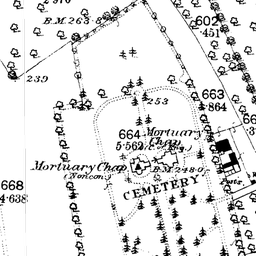 B.M. 263.8
602
.451
239
253
663
.864
664
5.562
Mortuary
Chap.
Mortuary Chap.
(Noncon.)
B.M. 248.9
CEMETERY
668
4.638